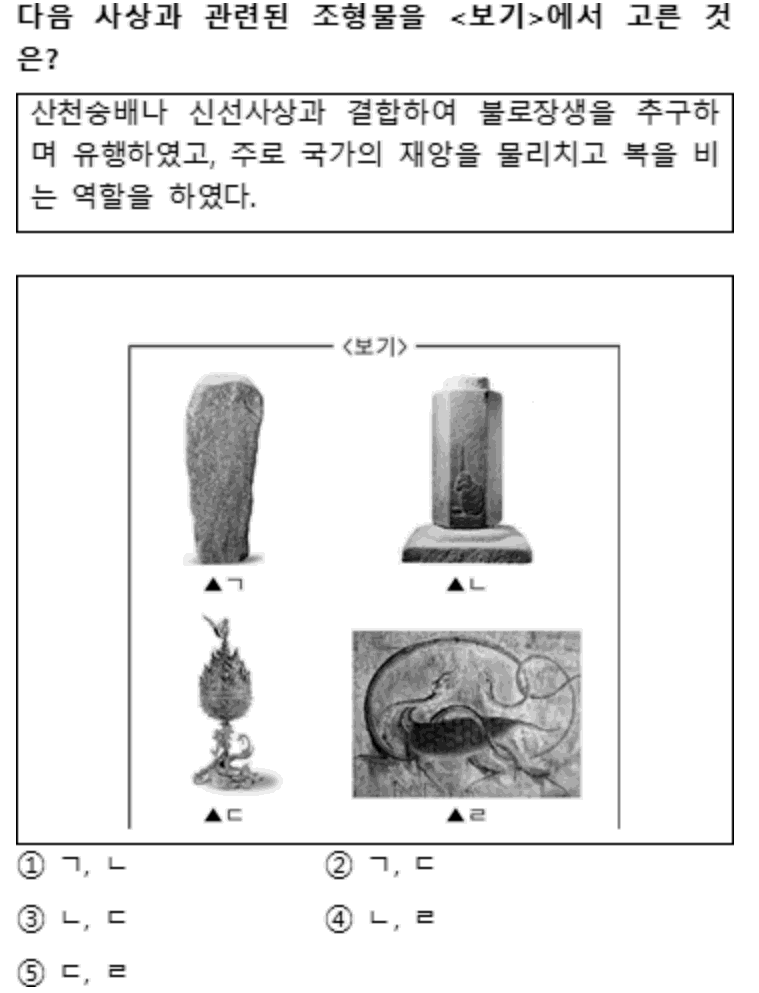 다음 사상과 관련된 조형물을 <보기>에서 고른 것
은?
산천숭배나 신선사상과 결합하여 불로장생을 추구하
며 유행하였고, 주로 국가의 재앙을 물리치고 복을 비
는 역할을 하였다.
<보기>
▲ㄱ ▲ㄴ
▲ㄷ ▲ㄹ
① ㄱ, ㄴ ② ㄱ, ㄷ
③ ㄴ, ㄷ ④ ㄴ, ㄹ
⑤ ㄷ, ㄹ